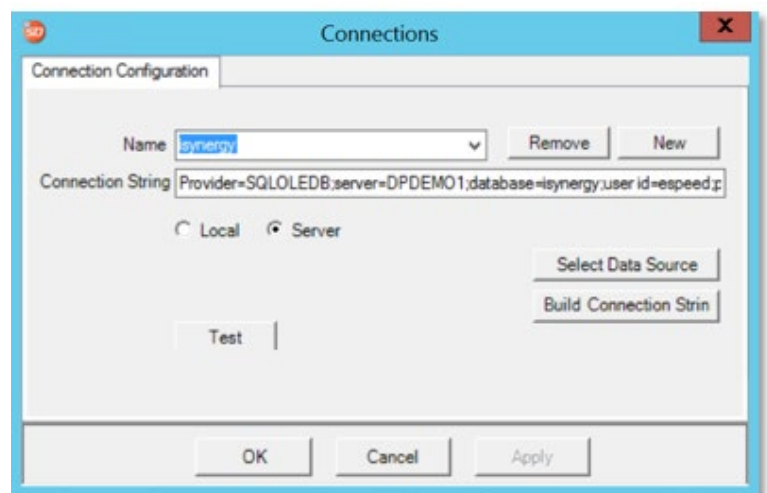 SD
Connections
X
Connection Configuration
Name isynergy Remove New
Connection String Provider=SQLOLEDB;server=DPDEMO1;database=isynergy;user id=espeed;p
Local Server
Select Data Source
Build Connection Strin
Test
OK Cancel Apply